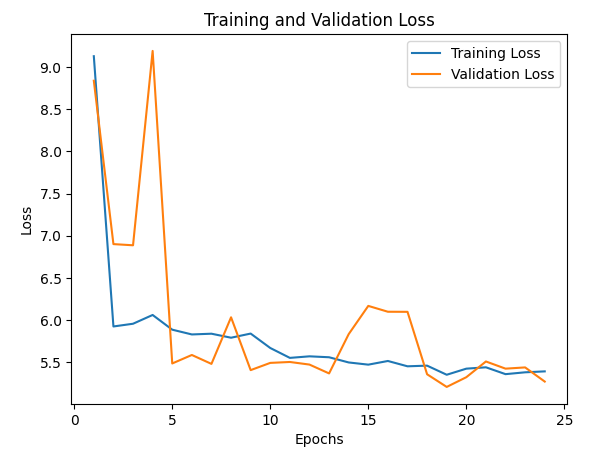 Training and Validation Loss
Training Loss
Validation Loss
9.0
8.5
8.0
7.5
7.0
6.5
6.0
5.5
Loss
0 5 10 15 20 25
Epochs